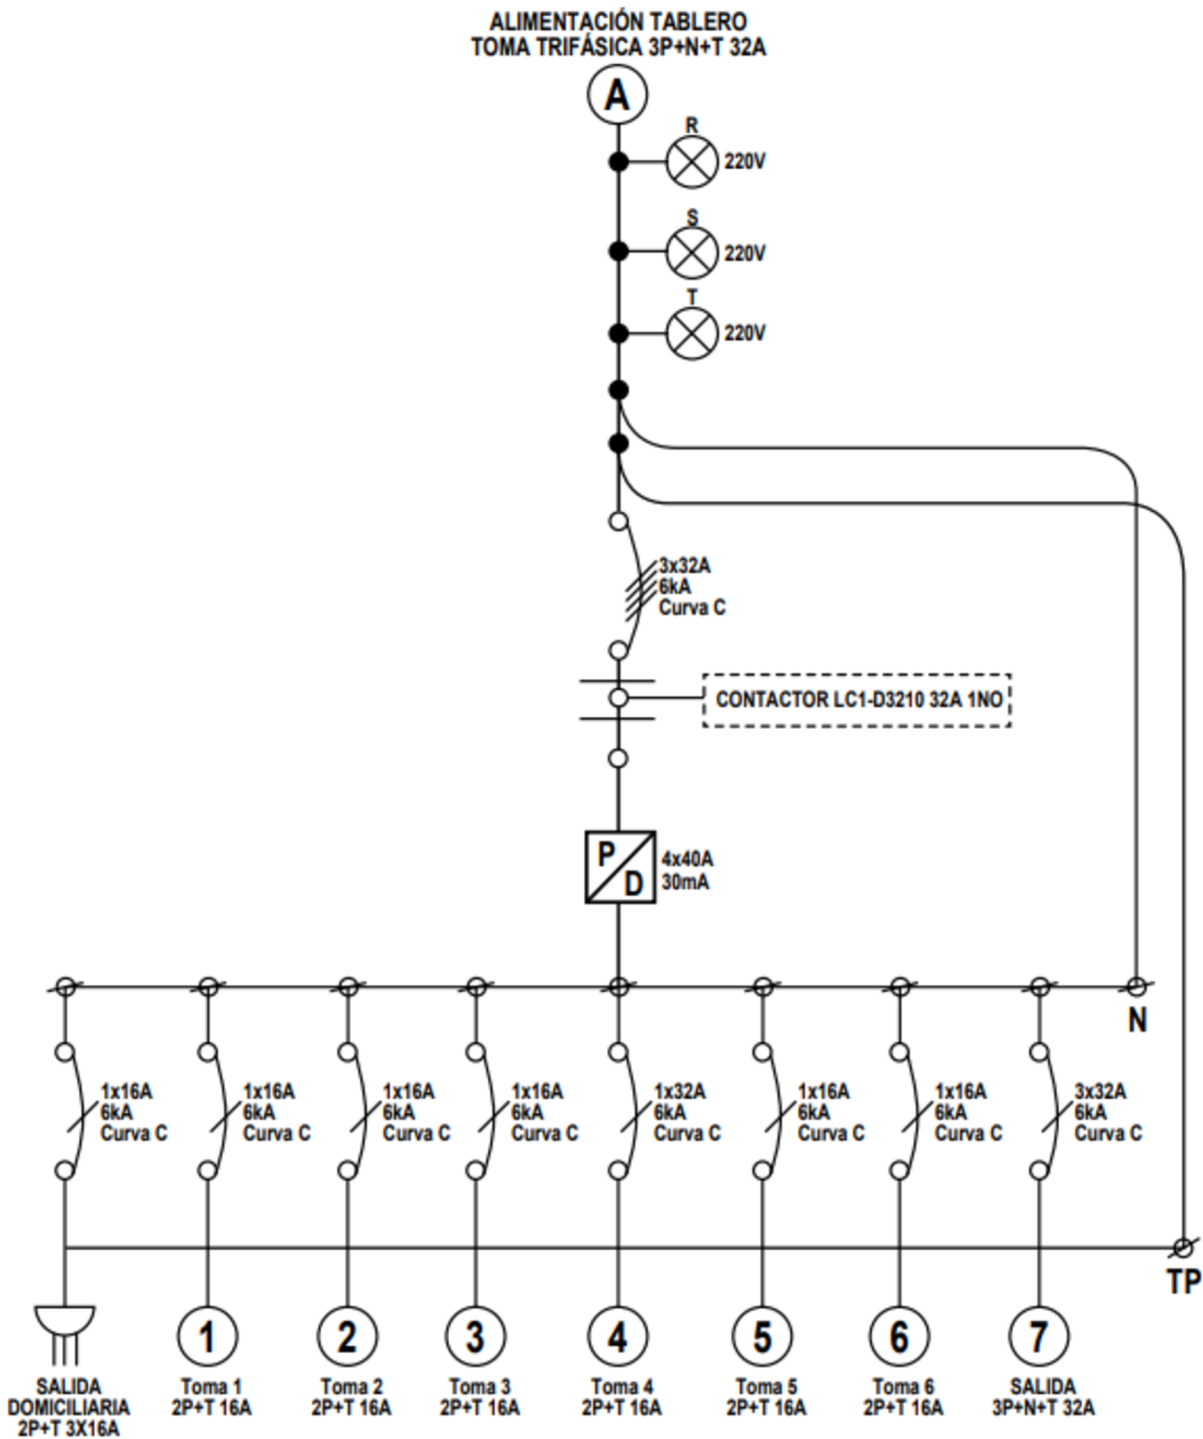 ALIMENTACIÓN TABLERO
TOMA TRIFÁSICA 3P+N+T 32A
A
R
220V
S
220V
T
220V
3x32A
6kA
Curva C
CONTACTOR LC1-D3210 32A 1NO
P
D
4x40A
30mA
N
1x16A
6kA
Curva C
1x16A
6kA
Curva C
1x16A
6kA
Curva C
1x16A
6kA
Curva C
1x32A
6kA
Curva C
1x16A
6kA
Curva C
1x16A
6kA
Curva C
3x32A
6kA
Curva C
TP
SALIDA
DOMICILIARIA
2P+T 3X16A
1
Toma 1
2P+T 16A
2
Toma 2
2P+T 16A
3
Toma 3
2P+T 16A
4
Toma 4
2P+T 16A
5
Toma 5
2P+T 16A
6
Toma 6
2P+T 16A
7
SALIDA
3P+N+T 32A